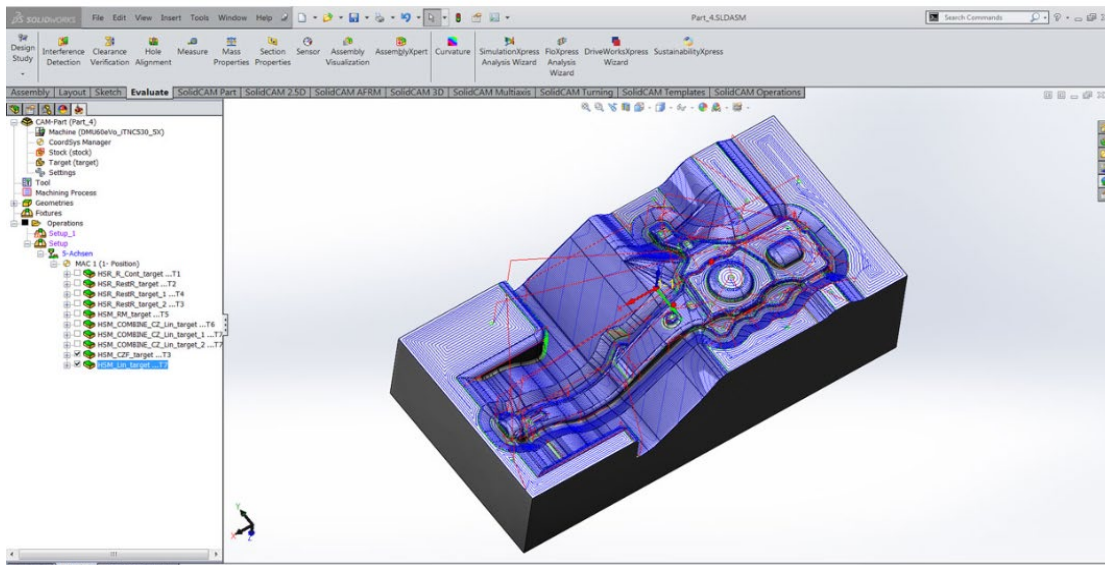 SOLIDWORKS File Edit View Insert Tools Window Help Part_4.SLDASM Search Commands
Design Study
Interference Detection
Clearance Verification
Hole Alignment
Measure
Mass Properties
Section Properties
Sensor
Assembly Visualization
AssemblyXpert
Curvature
SimulationXpress Analysis Wizard
FloXpress Analysis Wizard
DriveWorksXpress Wizard
SustainabilityXpress
Assembly Layout Sketch Evaluate SolidCAM Part SolidCAM 2.5D SolidCAM AFRM SolidCAM 3D SolidCAM Multiaxis SolidCAM Turning SolidCAM Templates SolidCAM Operations
CAM-Part (Part_4)
Machine (DMU60eVo_iTNC530_5X)
CoordSys Manager
Stock (stock)
Target (target)
Settings
Tool
Machining Process
Geometries
Fixtures
Operations
Setup_1
Setup
5-Achsen
MAC 1 (1- Position)
HSR_R_Cont_target ...T1
HSR_RestR_target ...T2
HSR_RestR_target_1 ...T4
HSR_RestR_target_2 ...T3
HSM_RM_target ...T5
HSM_COMBINE_CZ_Lin_target ...T6
HSM_COMBINE_CZ_Lin_target_1 ...T7
HSM_COMBINE_CZ_Lin_target_2 ...T7
HSM_CZF_target ...T3
HSM_Lin_target ...T7
Y
X
Z